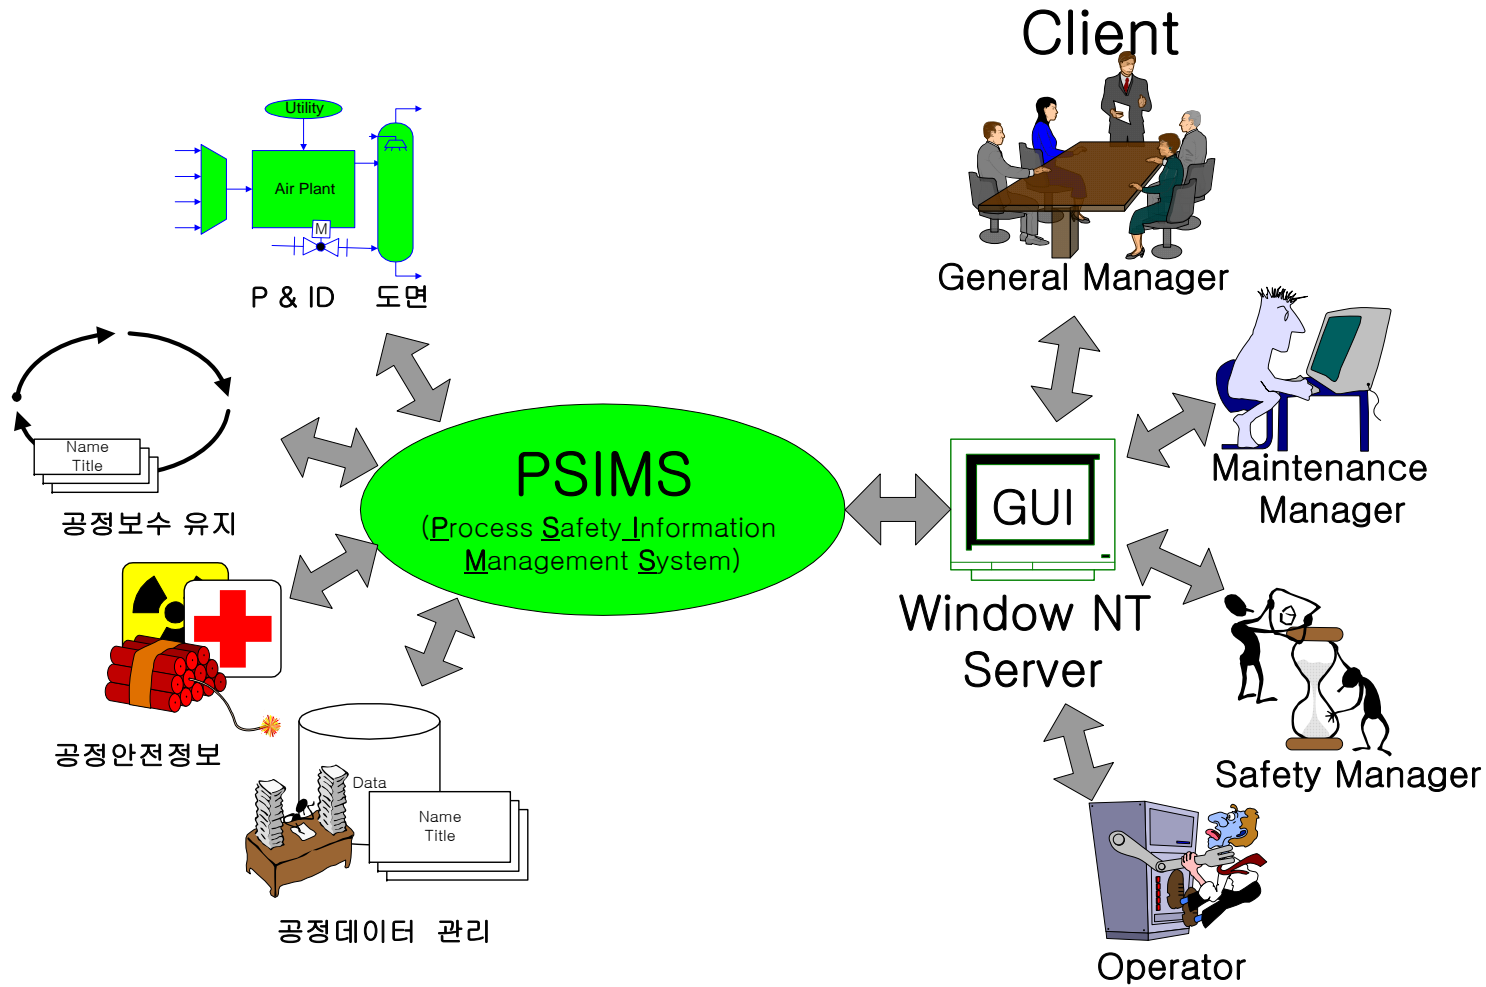 Client
Utility
Air Plant
M
P & ID 도면
General Manager
Name
Title
공정보수 유지
PSIMS
(Process Safety Information
Management System)
GUI
Window NT
Server
Maintenance
Manager
공정안전정보
Safety Manager
Data
Name
Title
공정데이터 관리
Operator